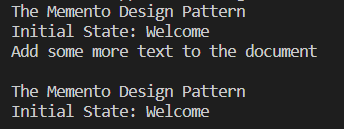 The Memento Design Pattern
Initial State: Welcome
Add some more text to the document

The Memento Design Pattern
Initial State: Welcome